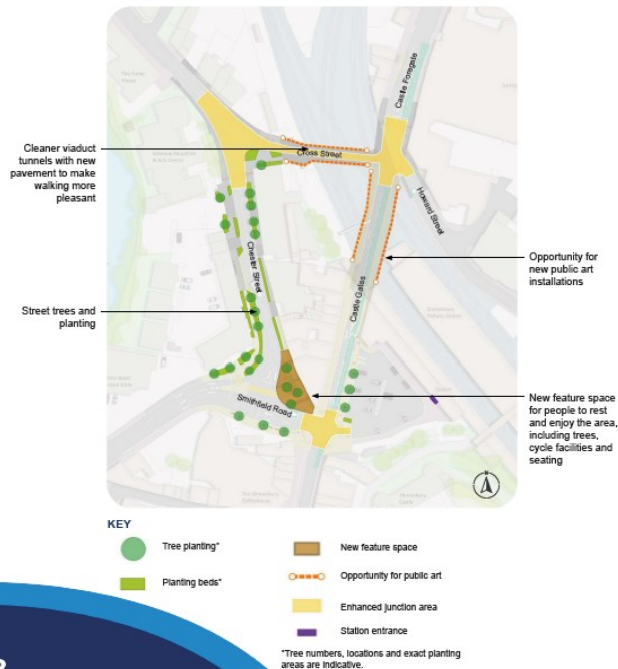 Castle Foregate
Cleaner viaduct
tunnels with new
pavement to make
walking more
pleasant
Cross Street
Howard Street
Chester Street
Castle Gates
Opportunity for
new public art
installations
Street trees and
planting
Smithfield Road
New feature space
for people to rest
and enjoy the area,
including trees,
cycle facilities and
seating
N
KEY
Tree planting*
New feature space
Planting beds*
Opportunity for public art
Enhanced junction area
Station entrance
*Tree numbers, locations and exact planting
areas are indicative.